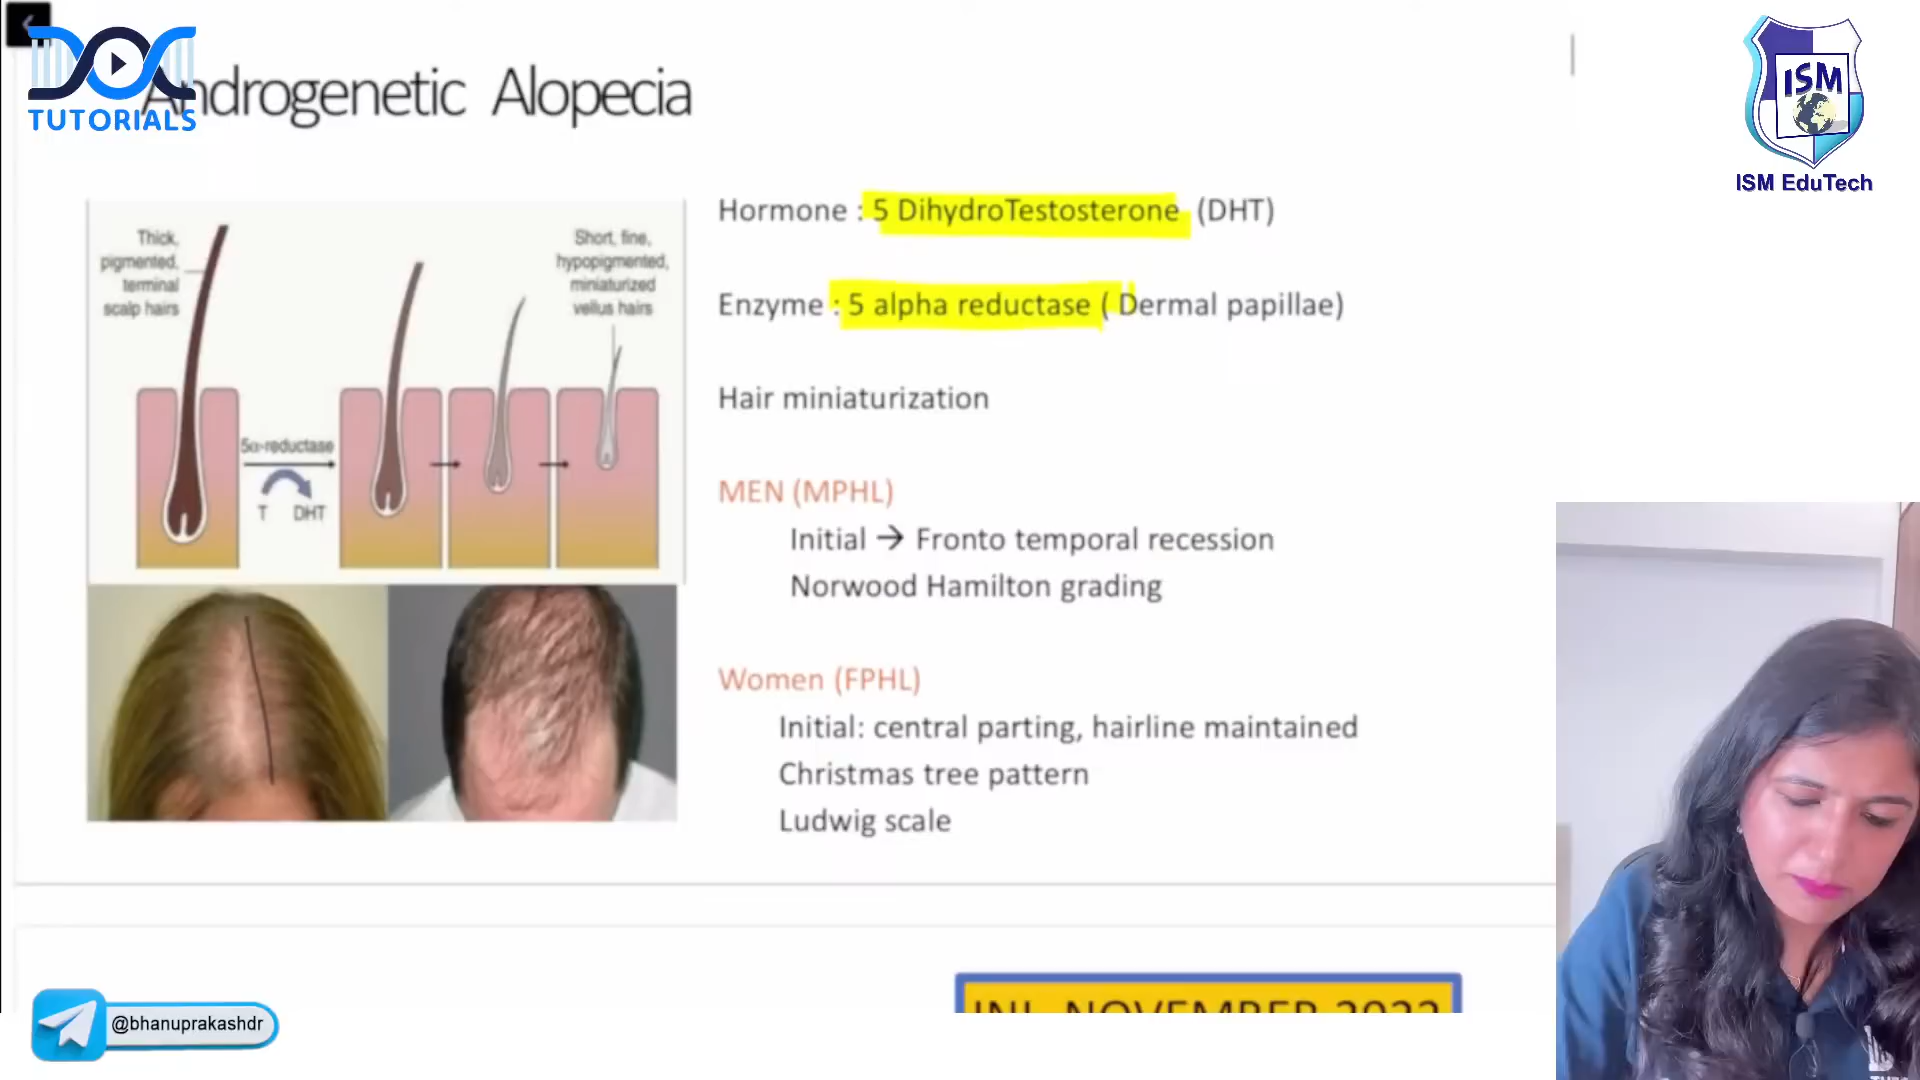 DOC
TUTORIALS
Androgenetic Alopecia
ISM
ISM EduTech
Thick,
pigmented,
terminal
scalp hairs
Short, fine,
hypopigmented,
miniaturized
vellus hairs
5α-reductase
T DHT
Hormone : 5 DihydroTestosterone (DHT)
Enzyme : 5 alpha reductase ( Dermal papillae)
Hair miniaturization
MEN (MPHL)
Initial → Fronto temporal recession
Norwood Hamilton grading
Women (FPHL)
Initial: central parting, hairline maintained
Christmas tree pattern
Ludwig scale
@bhanuprakashdr
INI NOVEMBER 2022